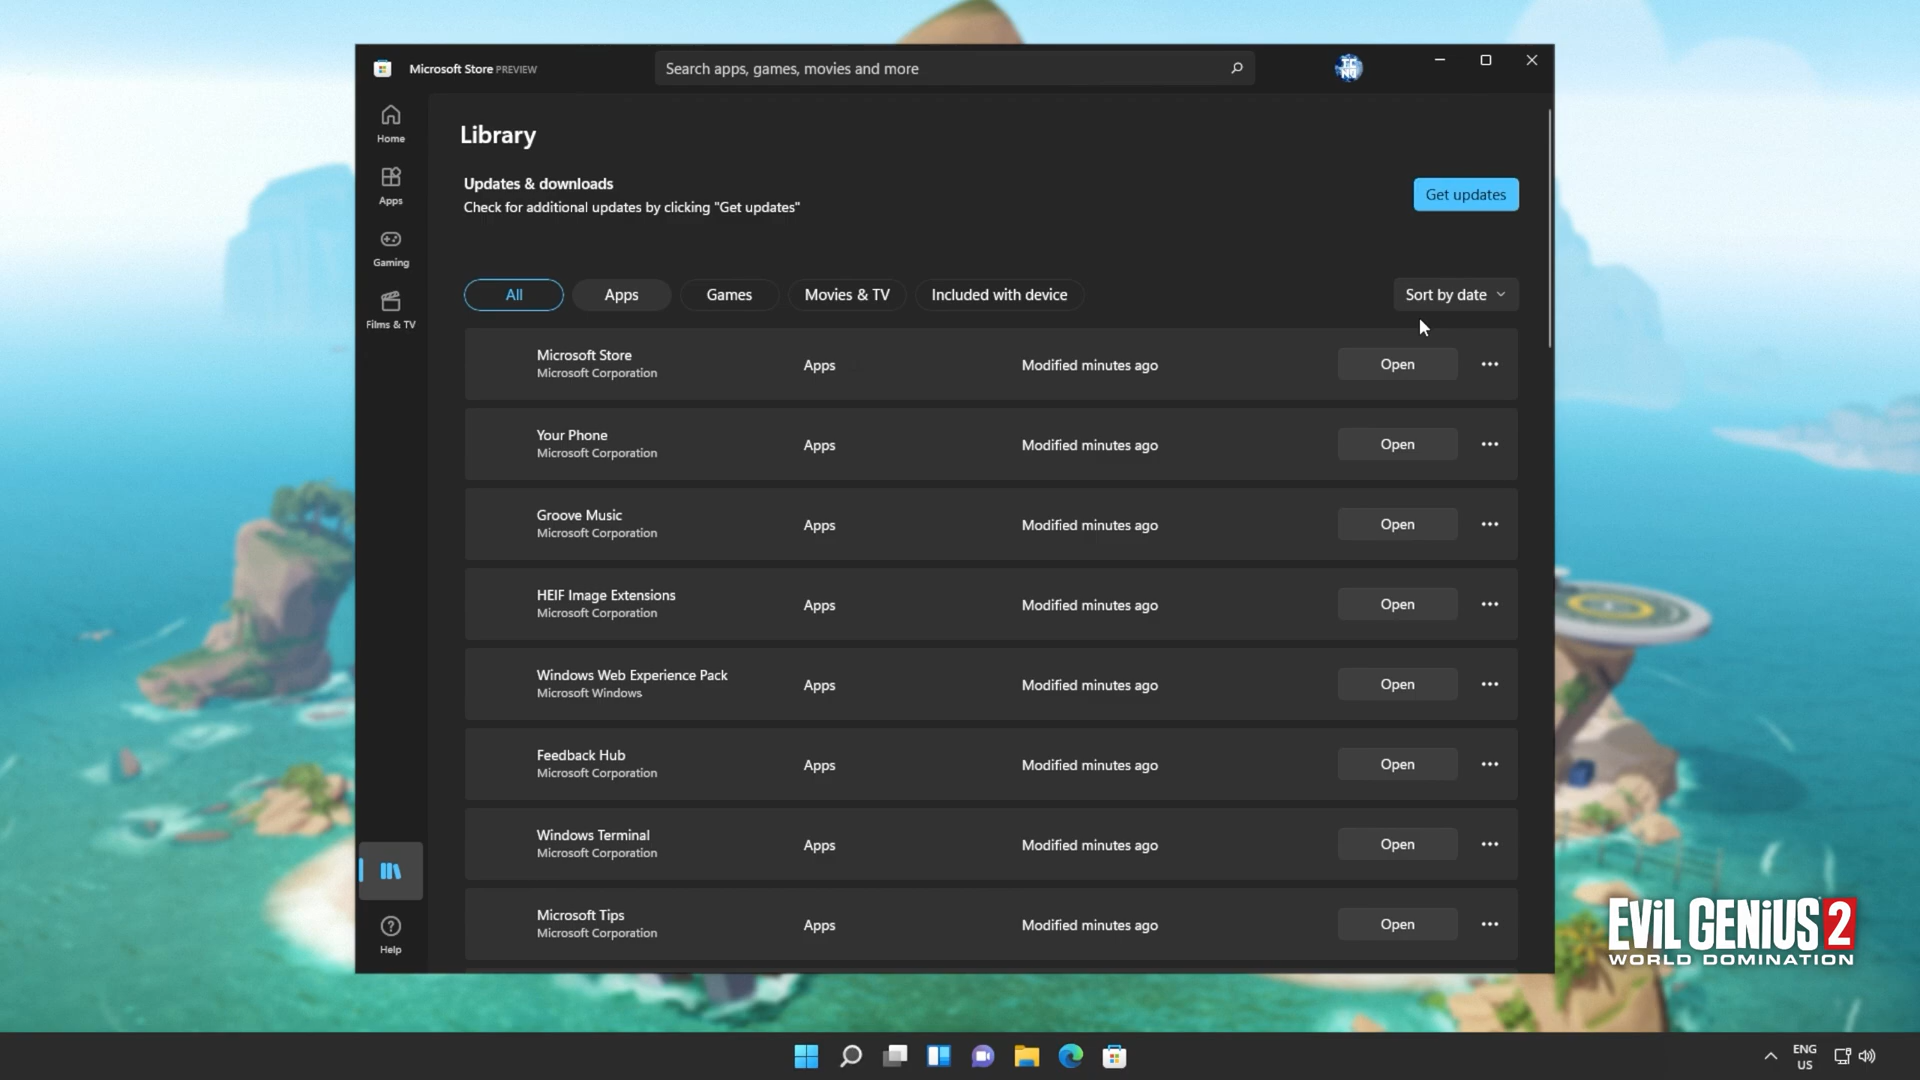 Microsoft Store PREVIEW
Search apps, games, movies and more
TC
NO
Home
Apps
Gaming
Films & TV
Help
Library
Updates & downloads
Check for additional updates by clicking "Get updates"
Get updates
All
Apps
Games
Movies & TV
Included with device
Sort by date
Microsoft Store
Microsoft Corporation
Apps
Modified minutes ago
Open
Your Phone
Microsoft Corporation
Apps
Modified minutes ago
Open
Groove Music
Microsoft Corporation
Apps
Modified minutes ago
Open
HEIF Image Extensions
Microsoft Corporation
Apps
Modified minutes ago
Open
Windows Web Experience Pack
Microsoft Windows
Apps
Modified minutes ago
Open
Feedback Hub
Microsoft Corporation
Apps
Modified minutes ago
Open
Windows Terminal
Microsoft Corporation
Apps
Modified minutes ago
Open
Microsoft Tips
Microsoft Corporation
Apps
Modified minutes ago
Open
EViL GENiUS 2
WORLD DOMINATION
ENG
US